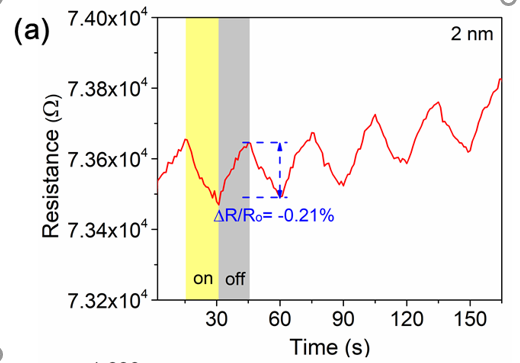 (a)
7.40x10⁴
2 nm
7.38x10⁴
7.36x10⁴
7.34x10⁴
7.32x10⁴
Resistance (Ω)
ΔR/R₀= -0.21%
on off
30 60 90 120 150
Time (s)